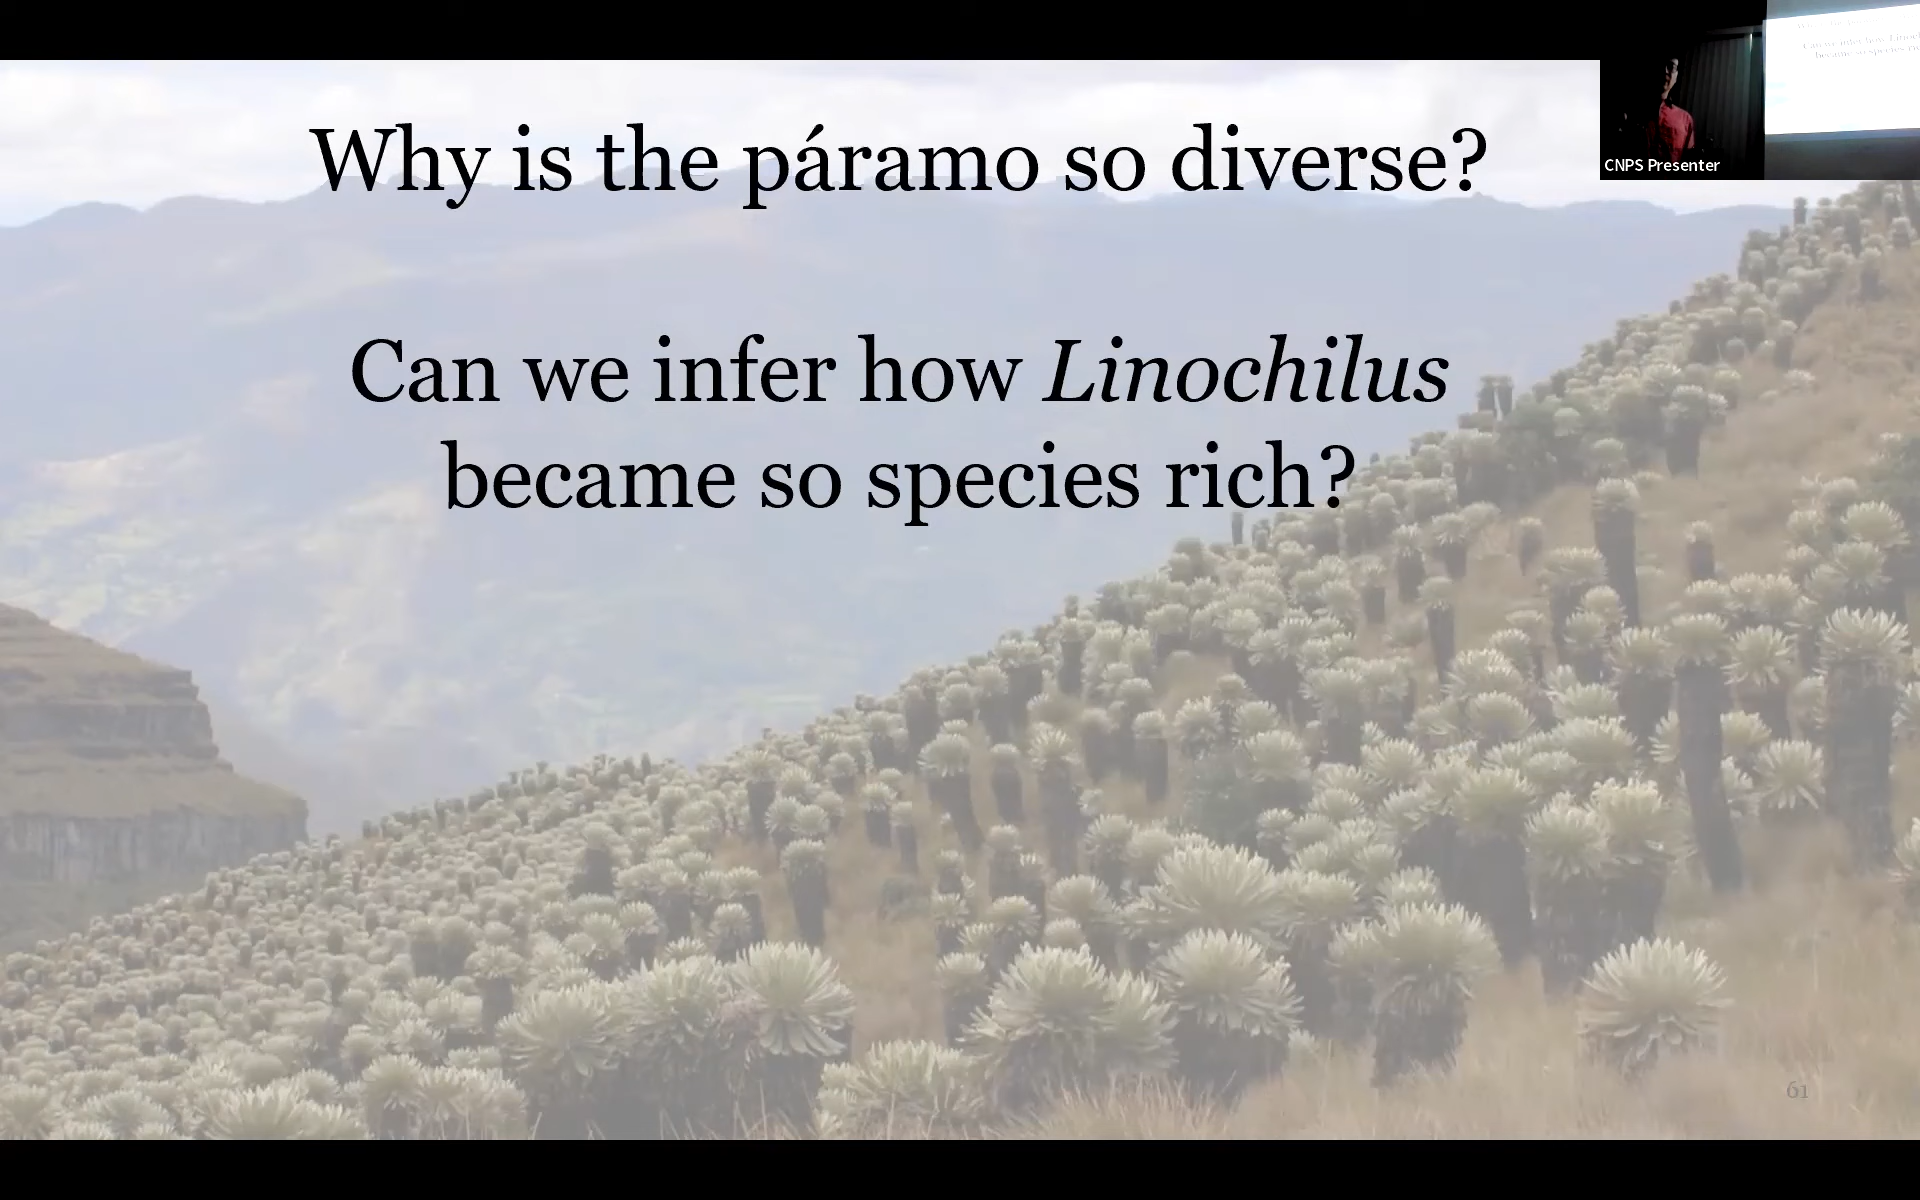 Why is the páramo so diverse?
Can we infer how Linochilus
became so species rich?
CNPS Presenter
61